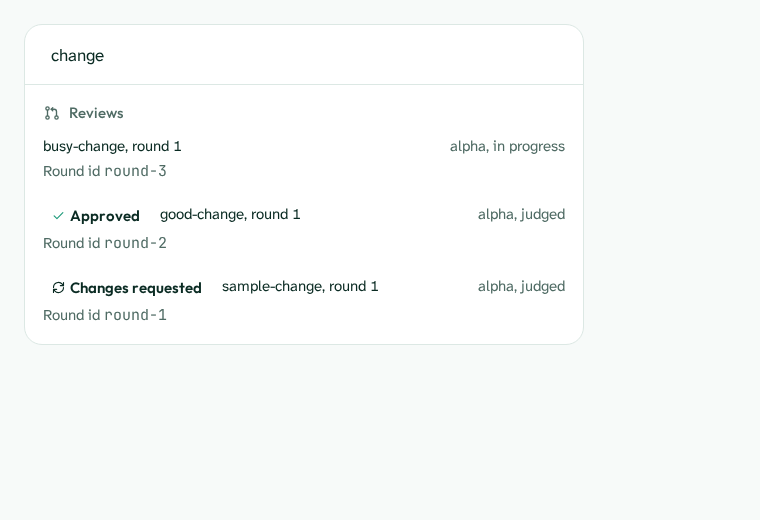 change
Reviews
busy-change, round 1 alpha, in progress
Round id round-3
Approved good-change, round 1 alpha, judged
Round id round-2
Changes requested sample-change, round 1 alpha, judged
Round id round-1